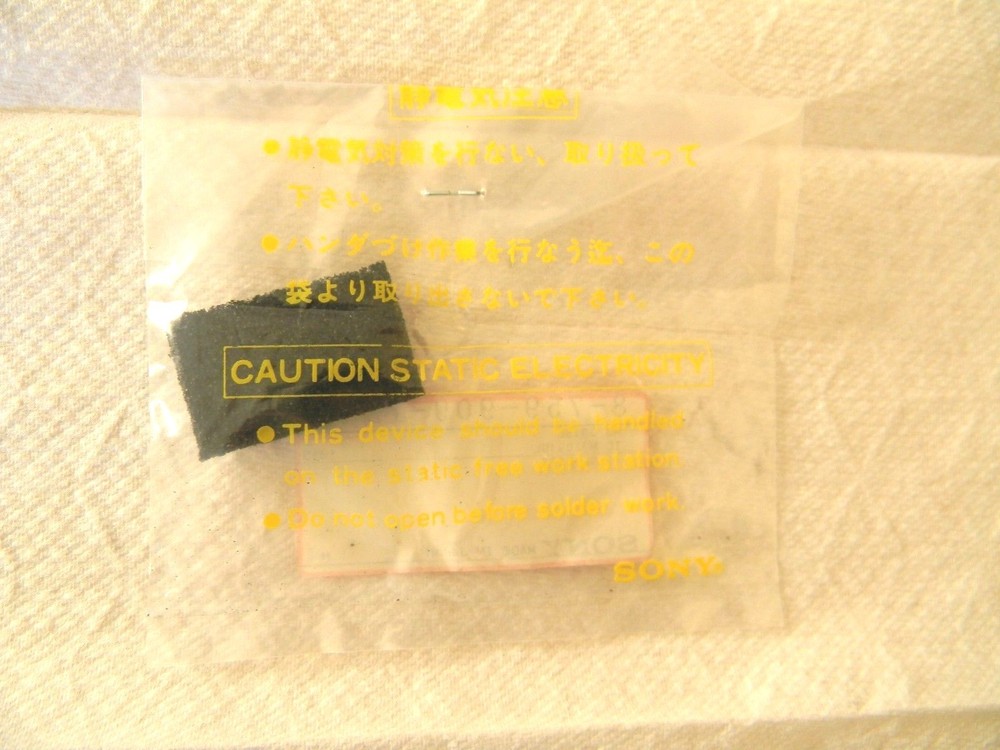 静電気注意
●静電気対策を行ない、取り扱って
下さい。
●ハンダづけ作業を行なう迄、この
袋より取り出さないで下さい。
CAUTION STATIC ELECTRICITY
●This device should be handled
on the static free work station.
●Do not open before solder work.
SONY®